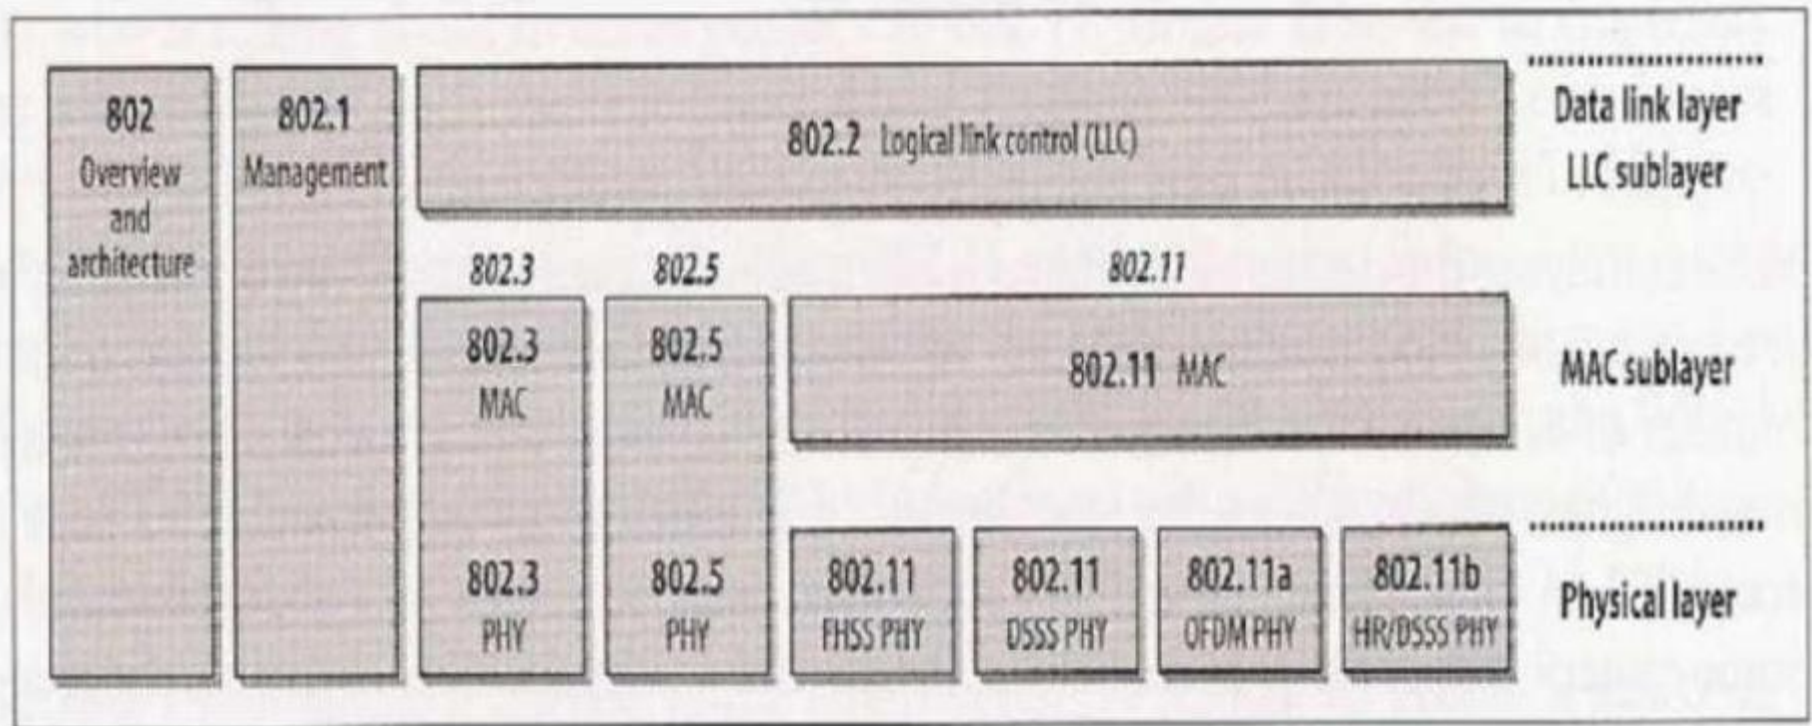 802
Overview
and
architecture
802.1
Management
802.2 Logical link control (LLC)
Data link layer
LLC sublayer
802.3
802.5
802.11
802.3
MAC
802.5
MAC
802.11 MAC
MAC sublayer
802.3
PHY
802.5
PHY
802.11
FHSS PHY
802.11
DSSS PHY
802.11a
OFDM PHY
802.11b
HR/DSSS PHY
Physical layer